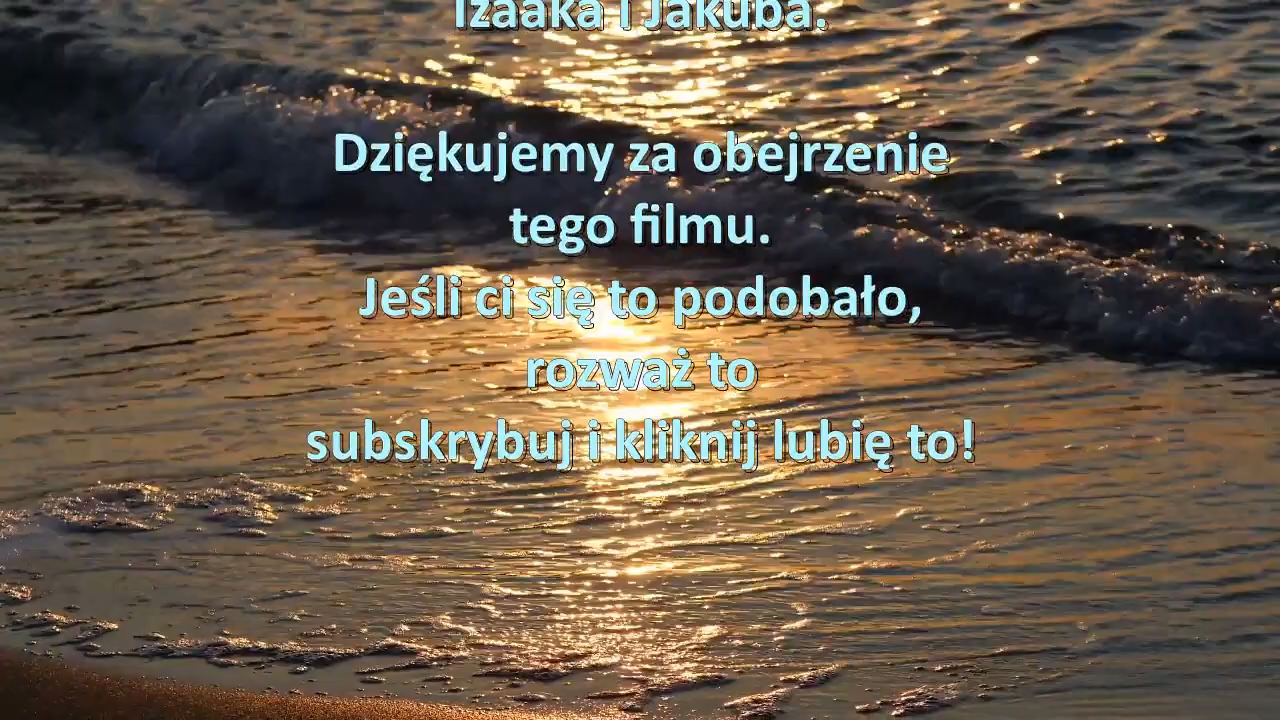 Izaaka i Jakuba.
Dziękujemy za obejrzenie
tego filmu.
Jeśli ci się to podobało,
rozważ to
subskrybuj i kliknij lubię to!